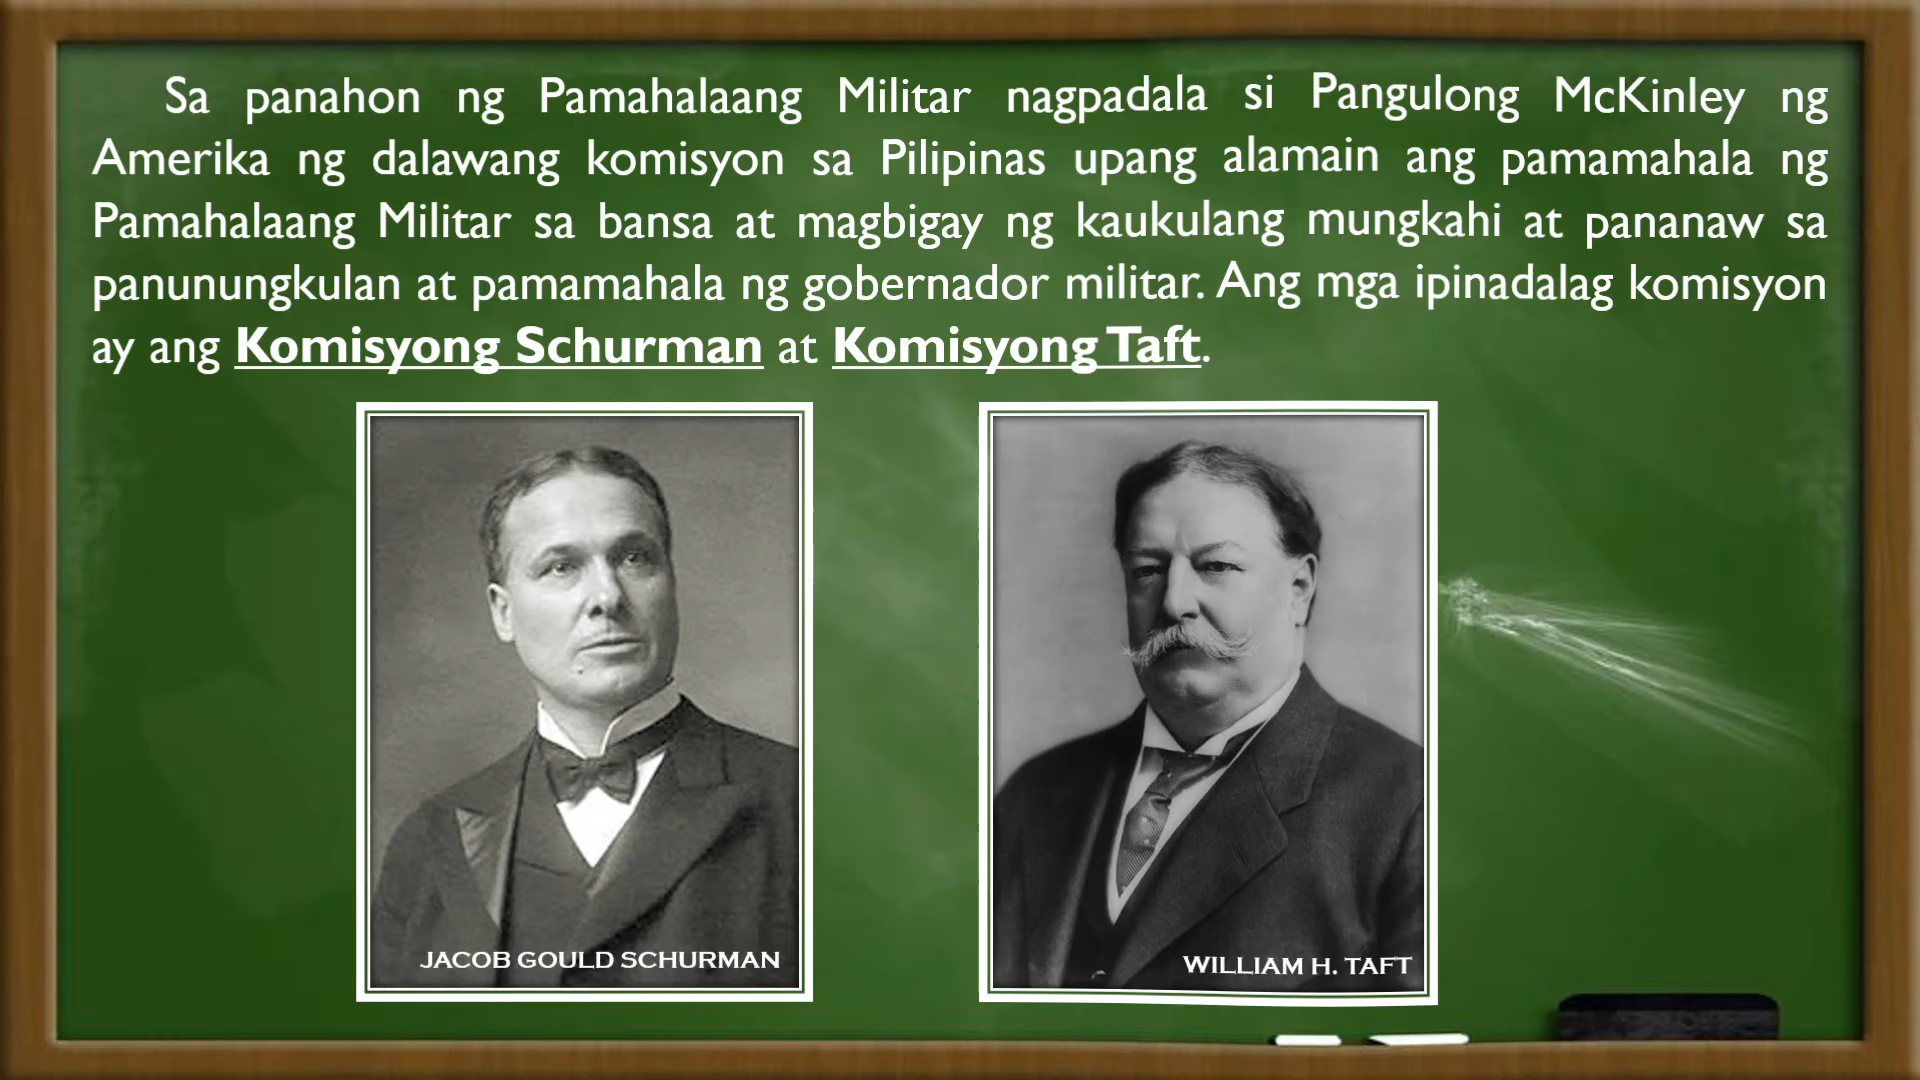 Sa panahon ng Pamahalaang Militar nagpadala si Pangulong McKinley ng
Amerika ng dalawang komisyon sa Pilipinas upang alamain ang pamamahala ng
Pamahalaang Militar sa bansa at magbigay ng kaukulang mungkahi at pananaw sa
panunungkulan at pamamahala ng gobernador militar. Ang mga ipinadalag komisyon
ay ang Komisyong Schurman at Komisyong Taft.
JACOB GOULD SCHURMAN
WILLIAM H. TAFT